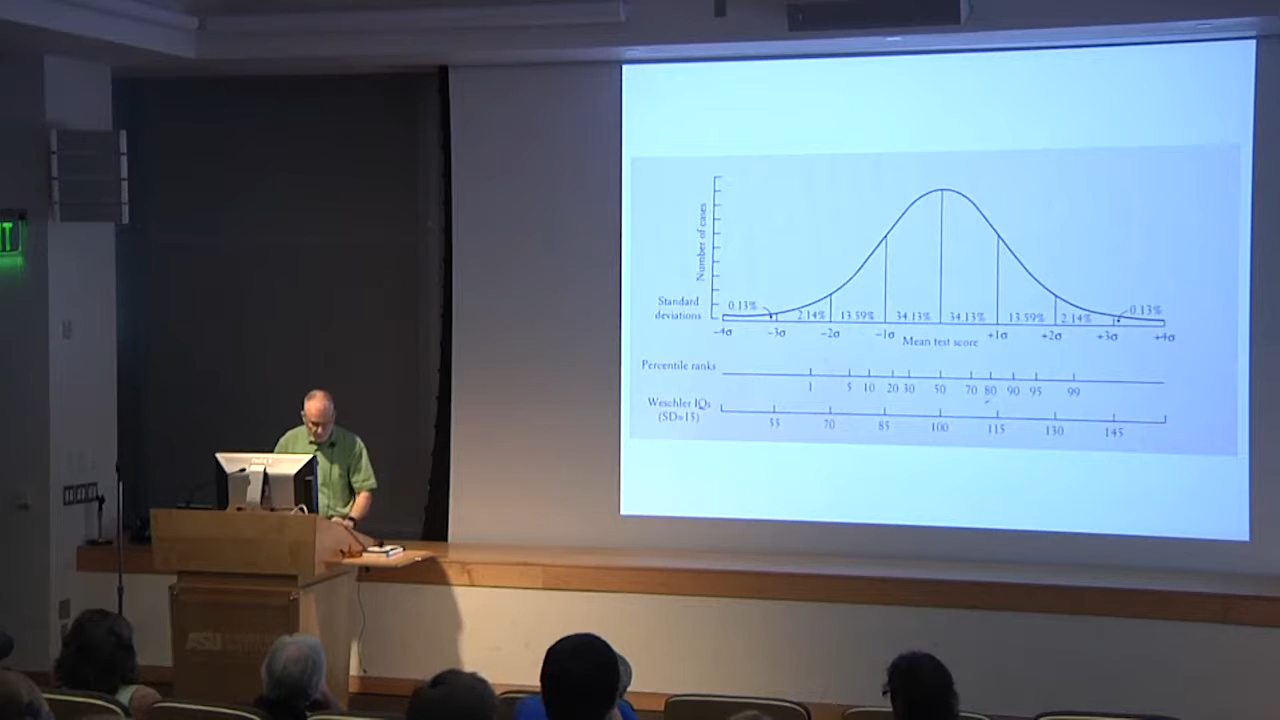 IT
Number of cases
Standard
deviations
0.13%
2.14%
13.59%
34.13%
34.13%
13.59%
2.14%
0.13%
-4σ
-3σ
-2σ
-1σ
Mean test score
+1σ
+2σ
+3σ
+4σ
Percentile ranks
1 5 10 20 30 50 70 80 90 95 99
Weschler IQs
(SD=15)
55 70 85 100 115 130 145
ASU